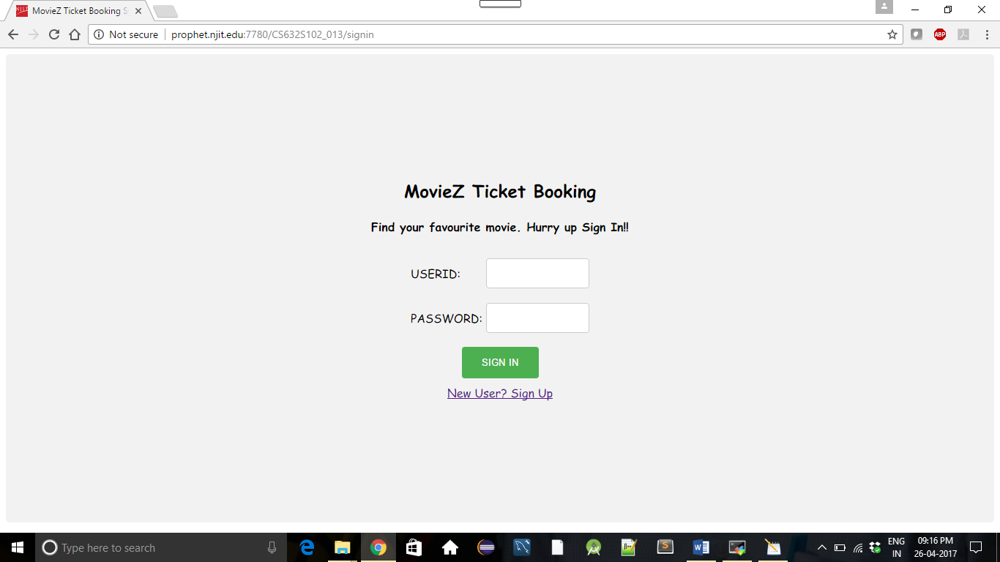 MovieZ Ticket Booking S
Not secure
prophet.njit.edu:7780/CS632S102_013/signin
ABP
MovieZ Ticket Booking
Find your favourite movie. Hurry up Sign In!!
USERID:
PASSWORD:
SIGN IN
New User? Sign Up
Type here to search
ENG
IN
09:16 PM
26-04-2017